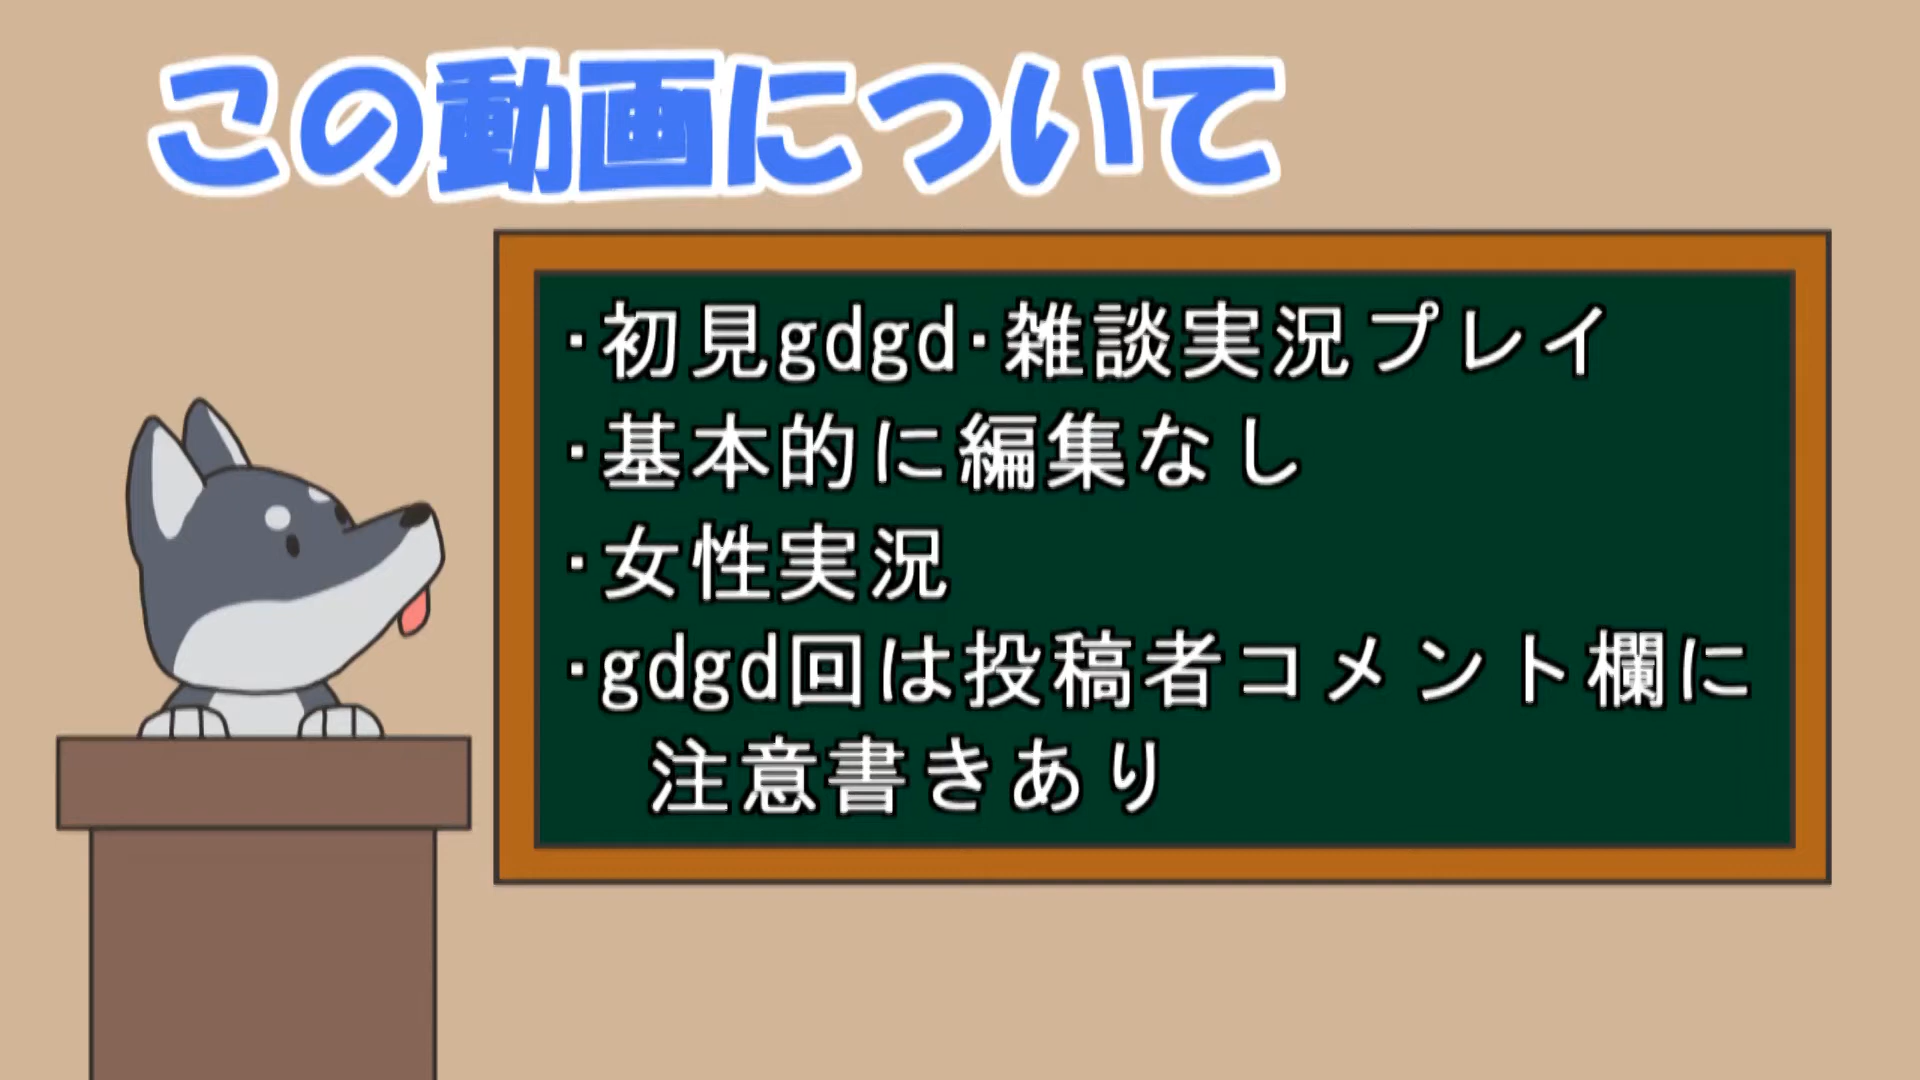 この動画について
・初見gdgd・雑談実況プレイ
・基本的に編集なし
・女性実況
・gdgd回は投稿者コメント欄に
注意書きあり